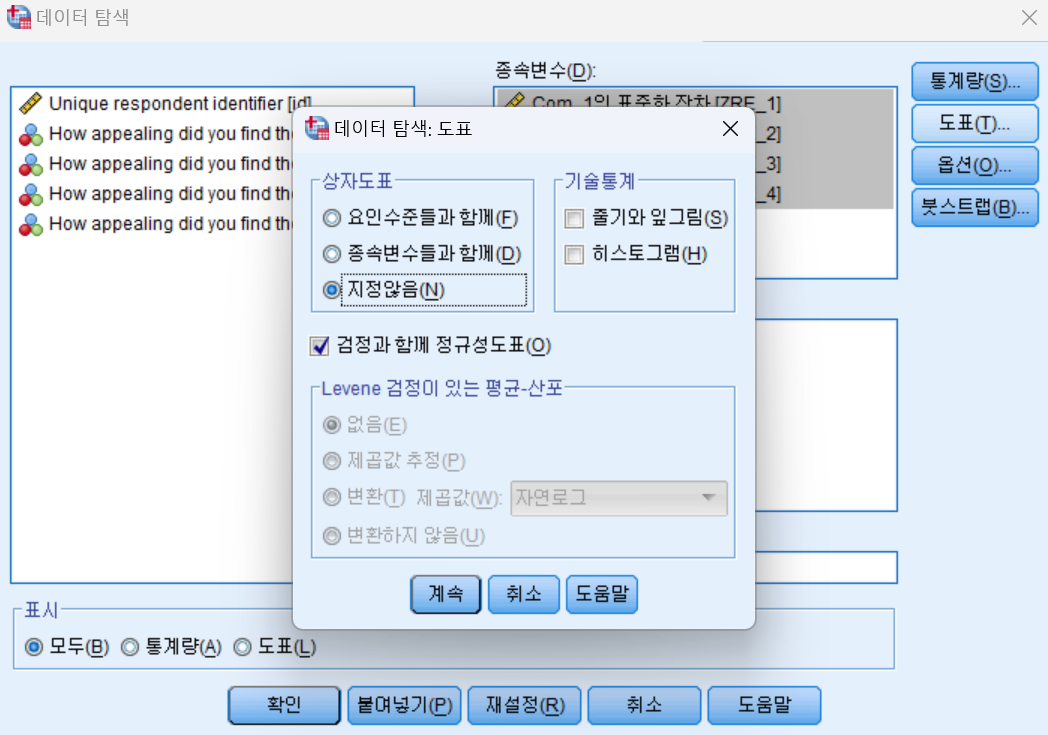 데이터 탐색
종속변수(D):
Unique respondent identifier [id]
How appealing did you find the
How appealing did you find the
How appealing did you find the
How appealing did you find the
Com_1의 표준화 잔차 [ZRE_1]
_2]
_3]
_4]
통계량(S)...
도표(T)...
옵션(O)...
붓스트랩(B)...
데이터 탐색: 도표
상자도표
요인수준들과 함께(F)
종속변수들과 함께(D)
지정않음(N)
기술통계
줄기와 잎그림(S)
히스토그램(H)
검정과 함께 정규성도표(O)
Levene 검정이 있는 평균-산포
없음(E)
제곱값 추정(P)
변환(T) 제곱값(W): 자연로그
변환하지 않음(U)
계속 취소 도움말
표시
모두(B) 통계량(A) 도표(L)
확인 붙여넣기(P) 재설정(R) 취소 도움말